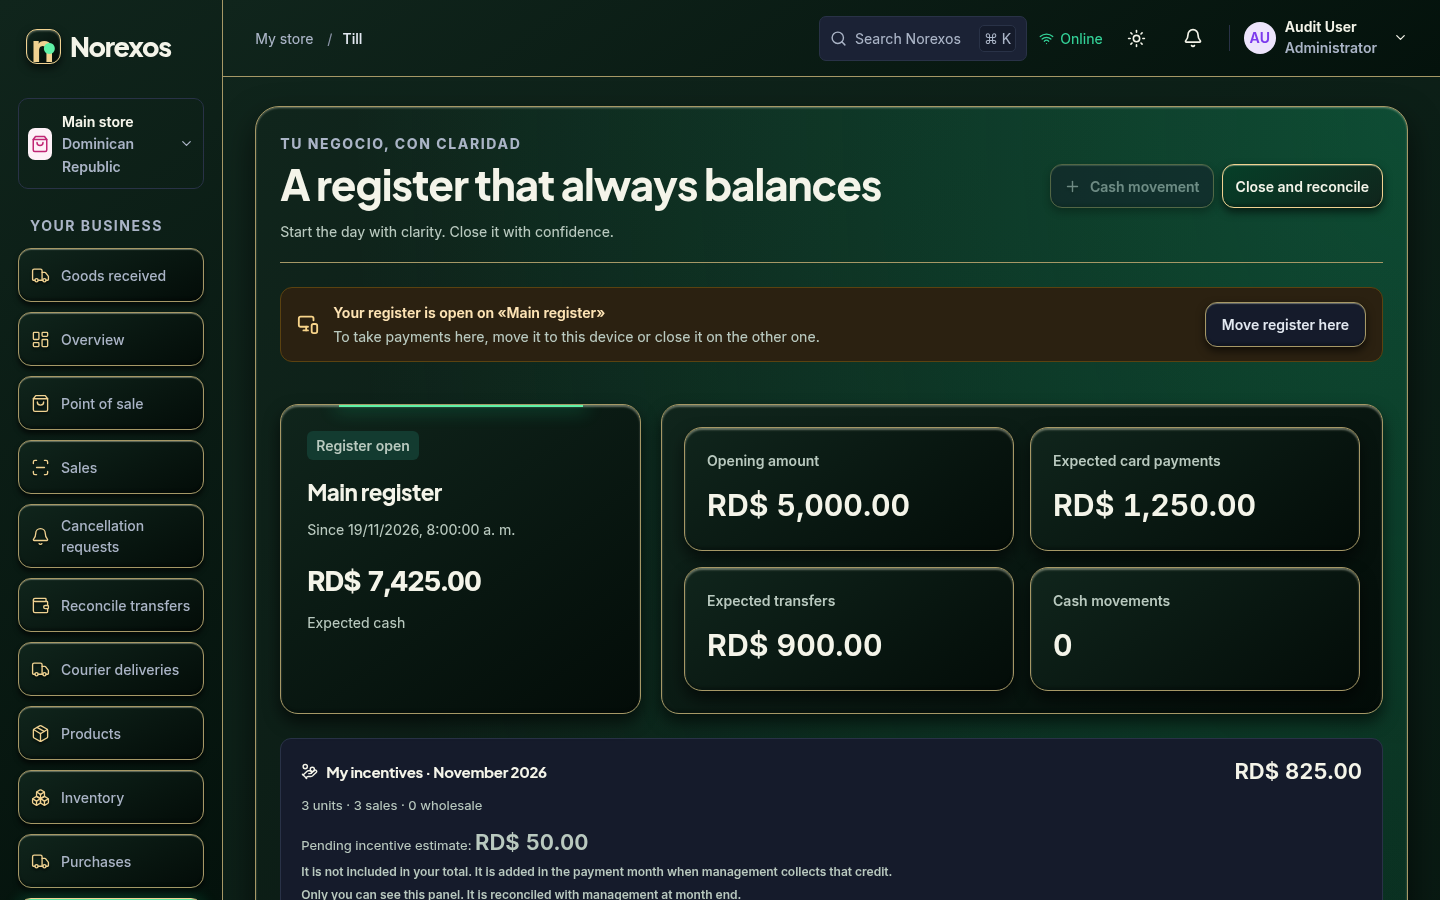 Norexos
My store / Till
Search Norexos ⌘ K
Online
AU
Audit User
Administrator
Main store
Dominican
Republic
YOUR BUSINESS
Goods received
Overview
Point of sale
Sales
Cancellation
requests
Reconcile transfers
Courier deliveries
Products
Inventory
Purchases
TU NEGOCIO, CON CLARIDAD
A register that always balances
Start the day with clarity. Close it with confidence.
Cash movement
Close and reconcile
Your register is open on «Main register»
To take payments here, move it to this device or close it on the other one.
Move register here
Register open
Main register
Since 19/11/2026, 8:00:00 a. m.
RD$ 7,425.00
Expected cash
Opening amount
RD$ 5,000.00
Expected card payments
RD$ 1,250.00
Expected transfers
RD$ 900.00
Cash movements
0
My incentives · November 2026
RD$ 825.00
3 units · 3 sales · 0 wholesale
Pending incentive estimate: RD$ 50.00
It is not included in your total. It is added in the payment month when management collects that credit.
Only you can see this panel. It is reconciled with management at month end.